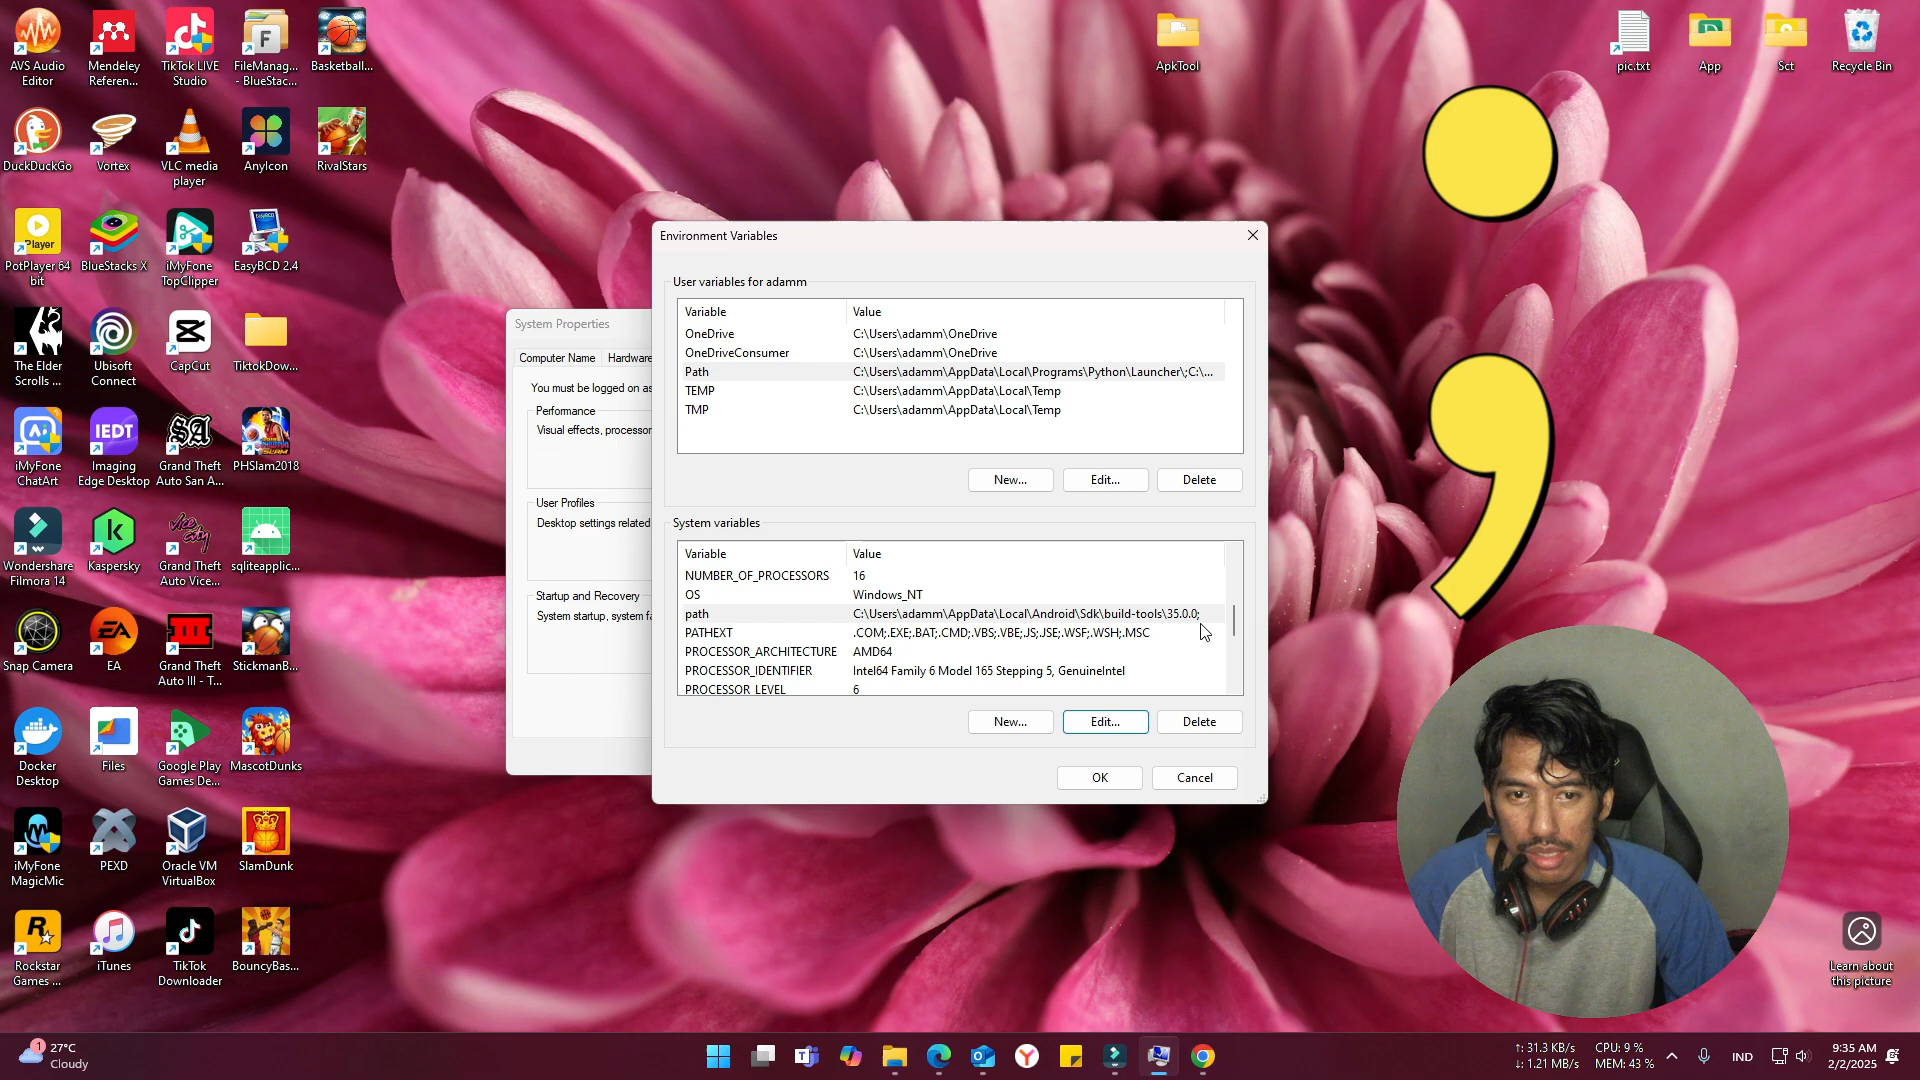 AVS Audio
Editor
Mendeley
Referen...
TikTok LIVE
Studio
FileManag...
- BlueStac...
Basketball...
ApkTool
pic.txt
App
Sct
Recycle Bin
DuckDuckGo
Vortex
VLC media
player
AnyIcon
RivalStars
Player
PotPlayer 64
bit
BlueStacks X
iMyFone
TopClipper
EasyBCD 2.4
The Elder
Scrolls ...
Ubisoft
Connect
CapCut
TiktokDow...
iMyFone
ChatArt
IEDT
Imaging
Edge Desktop
Grand Theft
Auto San A...
PHSlam2018
Wondershare
Filmora 14
Kaspersky
Grand Theft
Auto Vice...
sqliteapplic...
Snap Camera
EA
EA
Grand Theft
Auto III - T...
StickmanB...
Docker
Desktop
Files
Google Play
Games De...
MascotDunks
iMyFone
MagicMic
PEXD
Oracle VM
VirtualBox
SlamDunk
Rockstar
Games ...
iTunes
TikTok
Downloader
BouncyBas...
System Properties
Computer Name
Hardware
You must be logged on as
Performance
Visual effects, processor
User Profiles
Desktop settings related
Startup and Recovery
System startup, system fa
Environment Variables
User variables for adamm
Variable Value
OneDrive C:\Users\adamm\OneDrive
OneDriveConsumer C:\Users\adamm\OneDrive
Path C:\Users\adamm\AppData\Local\Programs\Python\Launcher\;C:\...
TEMP C:\Users\adamm\AppData\Local\Temp
TMP C:\Users\adamm\AppData\Local\Temp
New... Edit... Delete
System variables
Variable Value
NUMBER_OF_PROCESSORS 16
OS Windows_NT
path C:\Users\adamm\AppData\Local\Android\Sdk\build-tools\35.0.0;
PATHEXT .COM;.EXE;.BAT;.CMD;.VBS;.VBE;.JS;.JSE;.WSF;.WSH;.MSC
PROCESSOR_ARCHITECTURE AMD64
PROCESSOR_IDENTIFIER Intel64 Family 6 Model 165 Stepping 5, GenuineIntel
PROCESSOR_LEVEL 6
New... Edit... Delete
OK Cancel
;
Learn about
this picture
1
27°C
Cloudy
↑: 31.3 KB/s
↓: 1.21 MB/s
CPU: 9 %
MEM: 43 %
IND
9:35 AM
2/2/2025